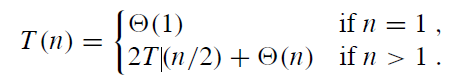 T(n) = { Θ(1) if n = 1 ,
2T|(n/2) + Θ(n) if n > 1 .